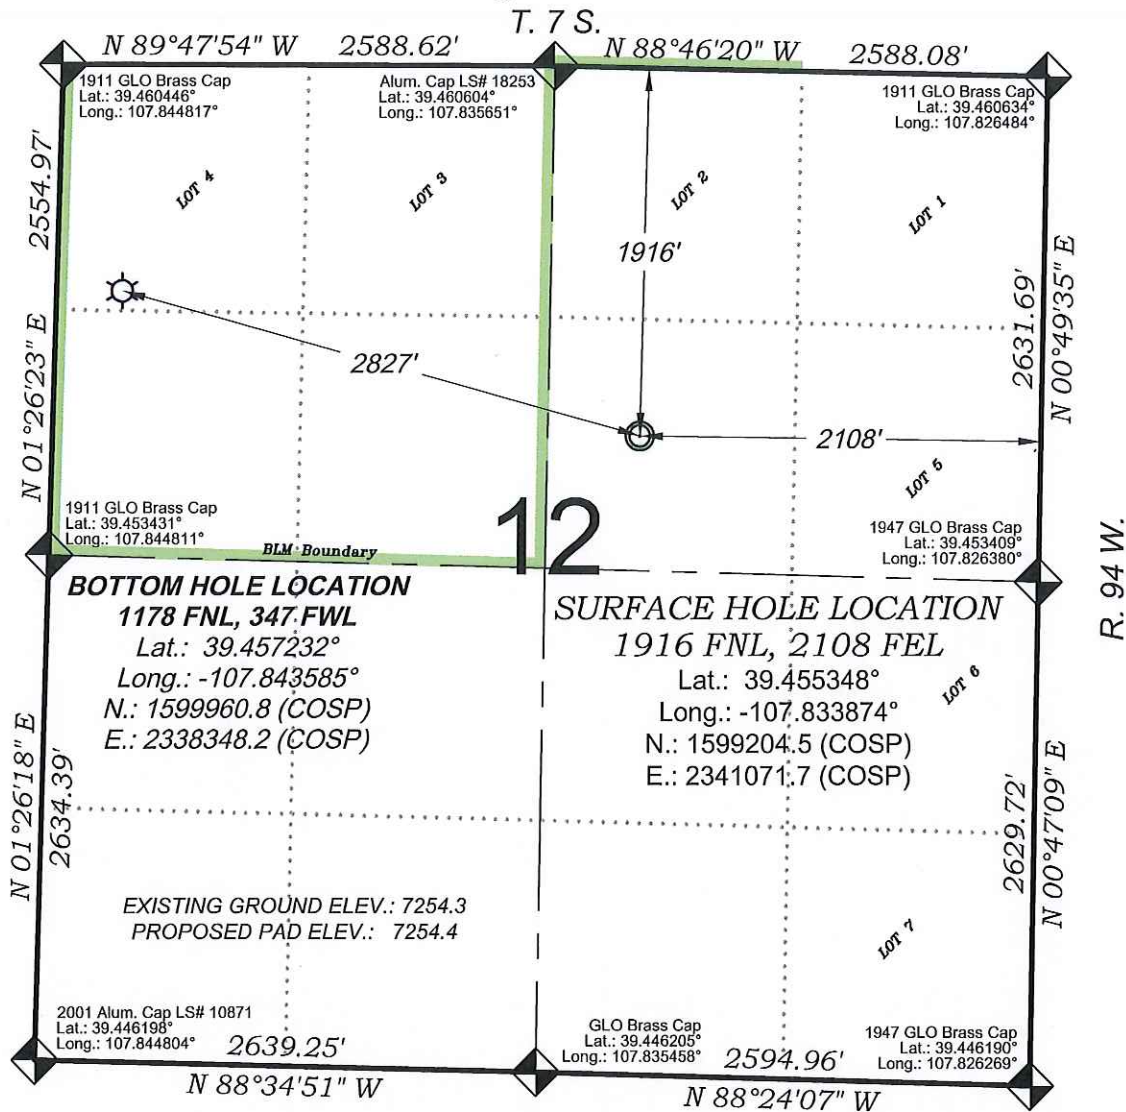 T. 7 S.
N 89°47'54" W 2588.62'
N 88°46'20" W 2588.08'
1911 GLO Brass Cap
Lat.: 39.460446°
Long.: 107.844817°
Alum. Cap LS# 18253
Lat.: 39.460604°
Long.: 107.835651°
1911 GLO Brass Cap
Lat.: 39.460634°
Long.: 107.826484°
2554.97'
N 01°26'23" E
LOT 4
LOT 3
LOT 2
LOT 1
1916'
2631.69'
N 00°49'35" E
2827'
2108'
LOT 5
1911 GLO Brass Cap
Lat.: 39.453431°
Long.: 107.844811°
BLM Boundary
12
1947 GLO Brass Cap
Lat.: 39.453409°
Long.: 107.826380°
R. 94 W.
BOTTOM HOLE LOCATION
1178 FNL, 347 FWL
Lat.: 39.457232°
Long.: -107.843585°
N.: 1599960.8 (COSP)
E.: 2338348.2 (COSP)
SURFACE HOLE LOCATION
1916 FNL, 2108 FEL
Lat.: 39.455348°
Long.: -107.833874°
N.: 1599204.5 (COSP)
E.: 2341071.7 (COSP)
LOT 6
N 01°26'18" E
2634.39'
2629.72'
N 00°47'09" E
EXISTING GROUND ELEV.: 7254.3
PROPOSED PAD ELEV.: 7254.4
LOT 7
2001 Alum. Cap LS# 10871
Lat.: 39.446198°
Long.: 107.844804°
GLO Brass Cap
Lat.: 39.446205°
Long.: 107.835458°
1947 GLO Brass Cap
Lat.: 39.446190°
Long.: 107.826269°
2639.25'
N 88°34'51" W
2594.96'
N 88°24'07" W